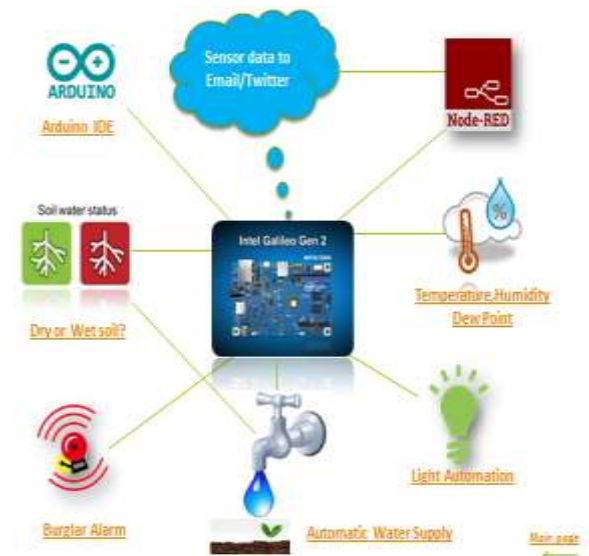 Sensor data to
Email/Twitter
ARDUINO
Arduino IDE
Node-RED
Soil water status
Intel Galileo Gen 2
%
Temperature,Humidity
Dew Point
Dry or Wet soil?
Light Automation
Burglar Alarm
Automatic Water Supply
Main page